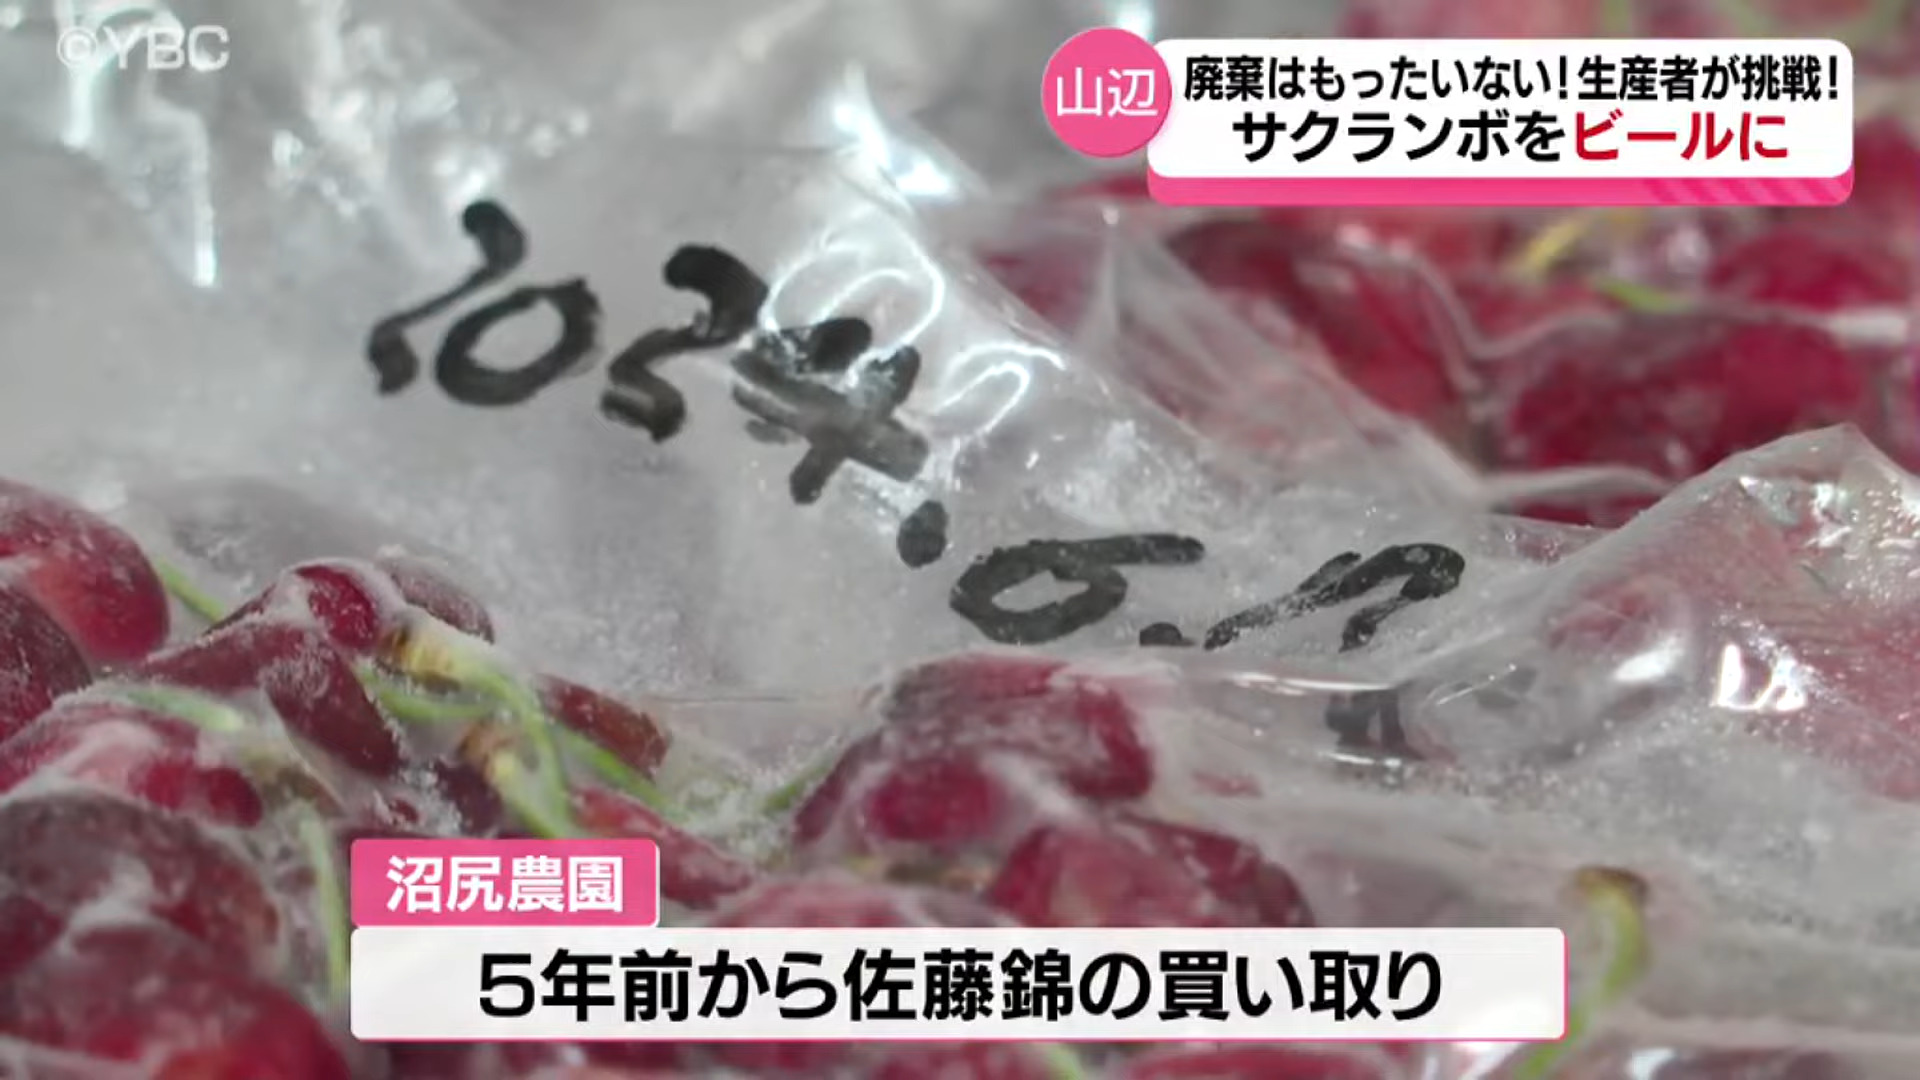 ©YBC
山辺
廃棄はもったいない！生産者が挑戦！
サクランボをビールに
2024.6.
沼尻農園
5年前から佐藤錦の買い取り